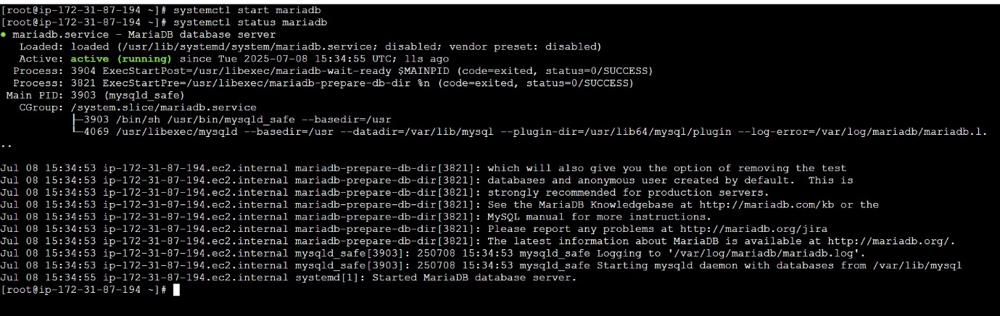 [root@ip-172-31-87-194 ~]# systemctl start mariadb
[root@ip-172-31-87-194 ~]# systemctl status mariadb
● mariadb.service - MariaDB database server
   Loaded: loaded (/usr/lib/systemd/system/mariadb.service; disabled; vendor preset: disabled)
   Active: active (running) since Tue 2025-07-08 15:34:55 UTC; 11s ago
  Process: 3904 ExecStartPost=/usr/libexec/mariadb-wait-ready $MAINPID (code=exited, status=0/SUCCESS)
  Process: 3821 ExecStartPre=/usr/libexec/mariadb-prepare-db-dir %n (code=exited, status=0/SUCCESS)
 Main PID: 3903 (mysqld_safe)
   CGroup: /system.slice/mariadb.service
           ├─3903 /bin/sh /usr/bin/mysqld_safe --basedir=/usr
           └─4069 /usr/libexec/mysqld --basedir=/usr --datadir=/var/lib/mysql --plugin-dir=/usr/lib64/mysql/plugin --log-error=/var/log/mariadb/mariadb.l.
..
Jul 08 15:34:53 ip-172-31-87-194.ec2.internal mariadb-prepare-db-dir[3821]: which will also give you the option of removing the test
Jul 08 15:34:53 ip-172-31-87-194.ec2.internal mariadb-prepare-db-dir[3821]: databases and anonymous user created by default.  This is
Jul 08 15:34:53 ip-172-31-87-194.ec2.internal mariadb-prepare-db-dir[3821]: strongly recommended for production servers.
Jul 08 15:34:53 ip-172-31-87-194.ec2.internal mariadb-prepare-db-dir[3821]: See the MariaDB Knowledgebase at http://mariadb.com/kb or the
Jul 08 15:34:53 ip-172-31-87-194.ec2.internal mariadb-prepare-db-dir[3821]: MySQL manual for more instructions.
Jul 08 15:34:53 ip-172-31-87-194.ec2.internal mariadb-prepare-db-dir[3821]: Please report any problems at http://mariadb.org/jira
Jul 08 15:34:53 ip-172-31-87-194.ec2.internal mariadb-prepare-db-dir[3821]: The latest information about MariaDB is available at http://mariadb.org/.
Jul 08 15:34:53 ip-172-31-87-194.ec2.internal mysqld_safe[3903]: 250708 15:34:53 mysqld_safe Logging to '/var/log/mariadb/mariadb.log'.
Jul 08 15:34:53 ip-172-31-87-194.ec2.internal mysqld_safe[3903]: 250708 15:34:53 mysqld_safe Starting mysqld daemon with databases from /var/lib/mysql
Jul 08 15:34:55 ip-172-31-87-194.ec2.internal systemd[1]: Started MariaDB database server.
[root@ip-172-31-87-194 ~]#